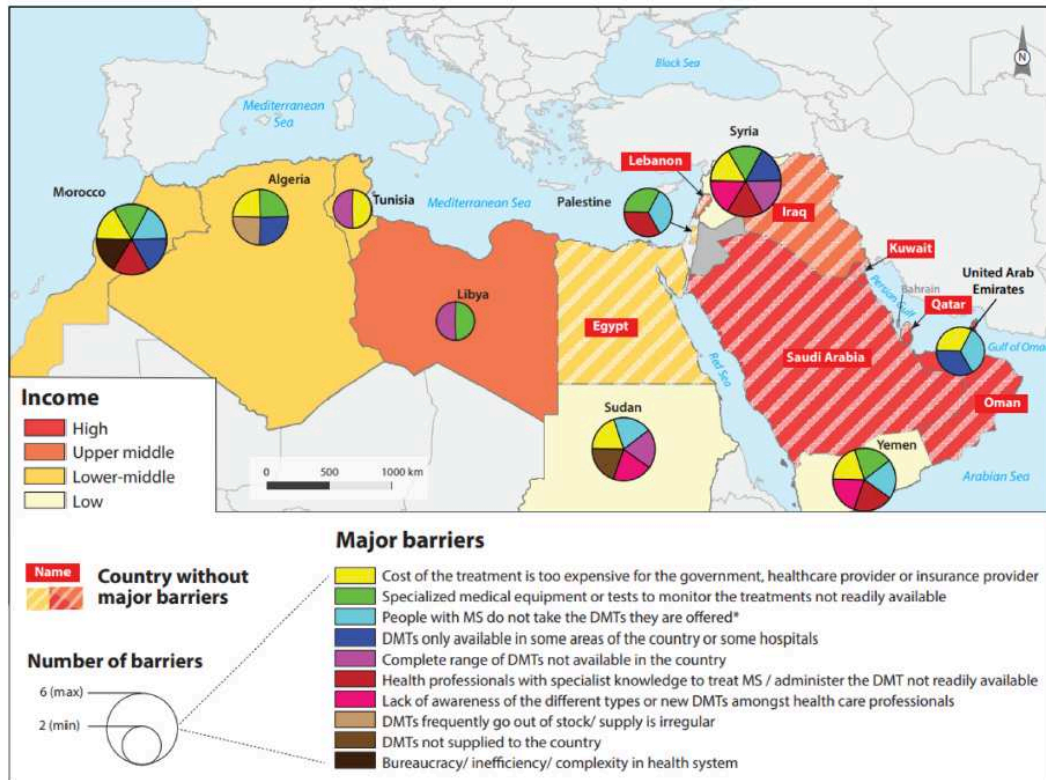 Black Sea
N
Mediterranean
Sea
Syria
Lebanon
Morocco
Algeria
Tunisia
Mediterranean Sea
Palestine
Iraq
Kuwait
United Arab
Emirates
Bahrain
Persian Gulf
Qatar
Libya
Egypt
Gulf of Oma
Saudi Arabia
Red Sea
Oman
Sudan
Yemen
Arabian Sea
Income
High
Upper middle
Lower-middle
Low
0 500 1000 km
Name
Country without
major barriers
Number of barriers
6 (max)
2 (min)
Major barriers
Cost of the treatment is too expensive for the government, healthcare provider or insurance provider
Specialized medical equipment or tests to monitor the treatments not readily available
People with MS do not take the DMTs they are offered*
DMTs only available in some areas of the country or some hospitals
Complete range of DMTs not available in the country
Health professionals with specialist knowledge to treat MS / administer the DMT not readily available
Lack of awareness of the different types or new DMTs amongst health care professionals
DMTs frequently go out of stock/ supply is irregular
DMTs not supplied to the country
Bureaucracy/ inefficiency/ complexity in health system